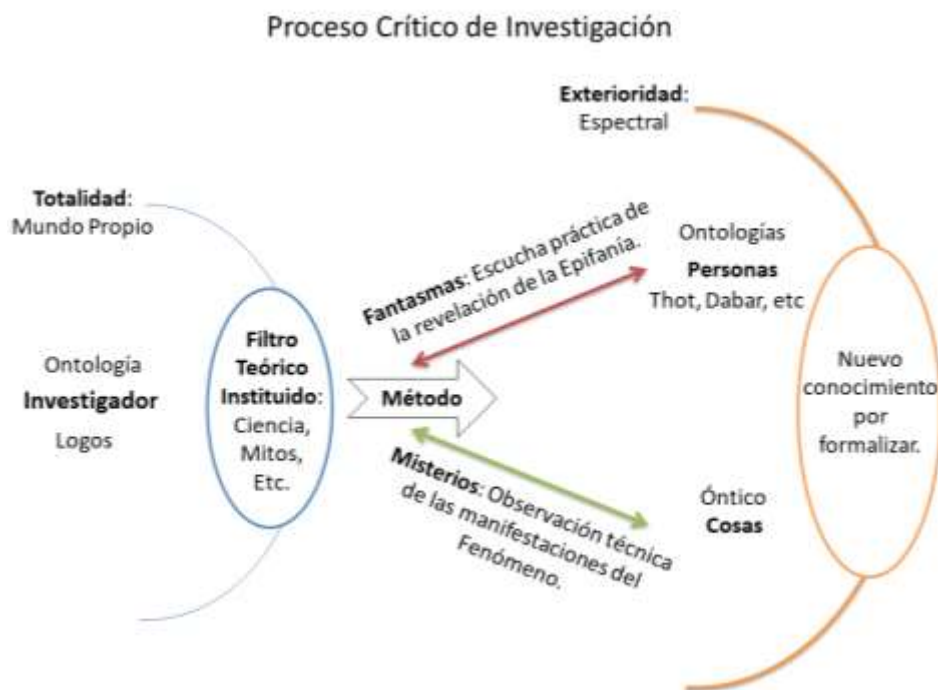 Proceso Crítico de Investigación
Exterioridad:
Espectral
Totalidad:
Mundo Propio
Fantasmas: Escucha práctica de
la revelación de la Epifanía.
Ontologías
Personas
Thot, Dabar, etc
Ontología
Investigador
Logos
Filtro
Teórico
Instituido:
Ciencia,
Mitos,
Etc.
Método
Nuevo
conocimiento
por
formalizar.
Misterios: Observación técnica
de las manifestaciones del
Fenómeno.
Óntico
Cosas